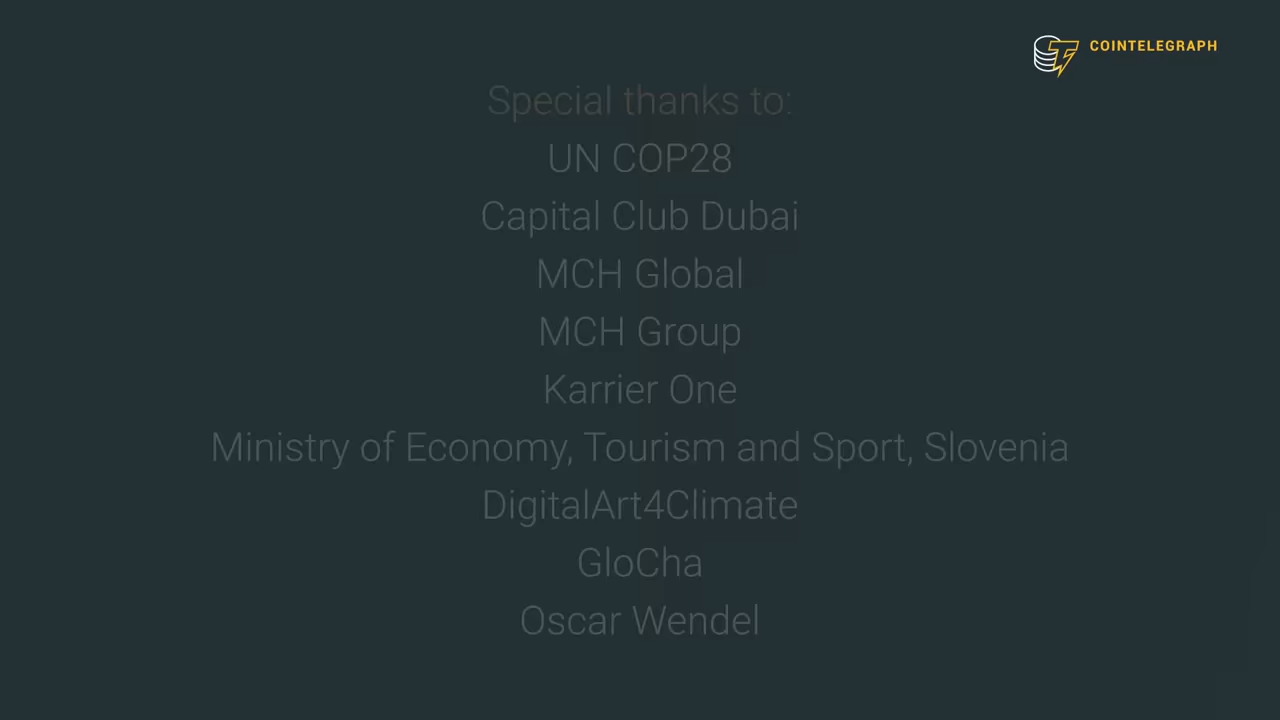 COINTELEGRAPH
Special thanks to:
UN COP28
Capital Club Dubai
MCH Global
MCH Group
Karrier One
Ministry of Economy, Tourism and Sport, Slovenia
DigitalArt4Climate
GloCha
Oscar Wendel